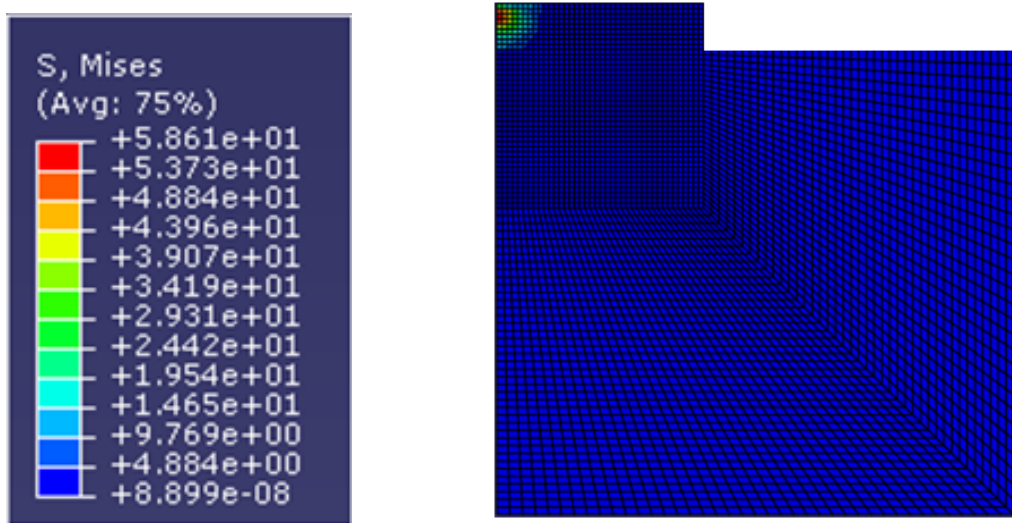 S, Mises
(Avg: 75%)
+5.861e+01
+5.373e+01
+4.884e+01
+4.396e+01
+3.907e+01
+3.419e+01
+2.931e+01
+2.442e+01
+1.954e+01
+1.465e+01
+9.769e+00
+4.884e+00
+8.899e-08